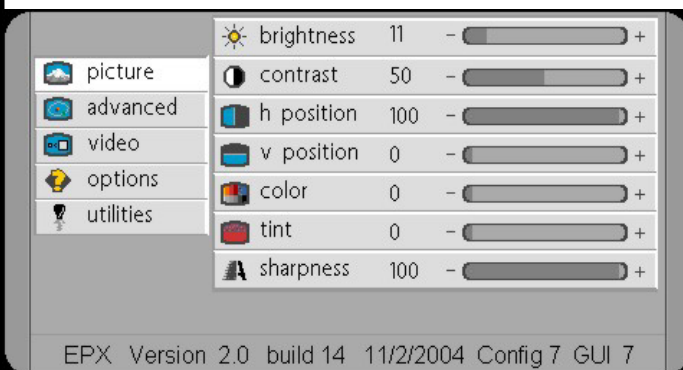 picture
advanced
video
options
utilities
brightness 11 - +
contrast 50 - +
h position 100 - +
v position 0 - +
color 0 - +
tint 0 - +
sharpness 100 - +
EPX Version 2.0 build 14 11/2/2004 Config 7 GUI 7